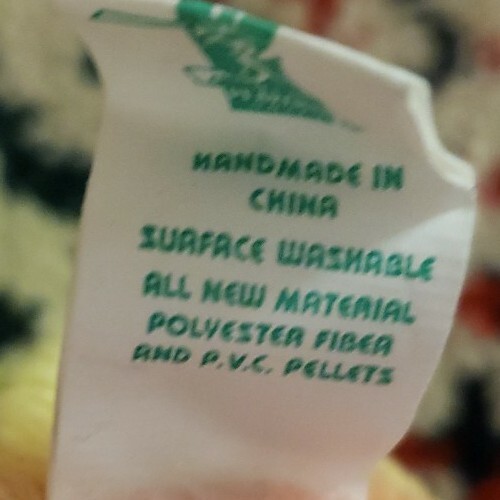 HANDMADE IN
CHINA
SURFACE WASHABLE
ALL NEW MATERIAL
POLYESTER FIBER
AND P.V.C. PELLETS